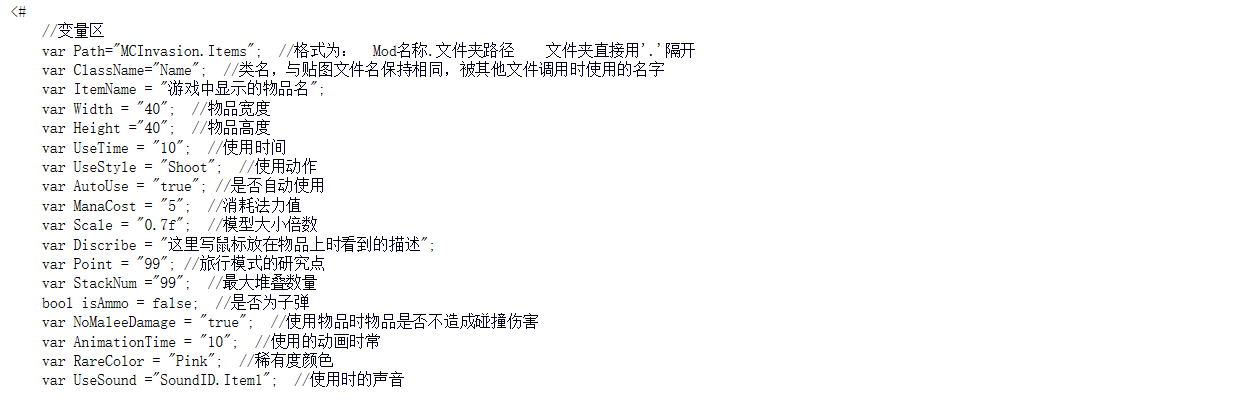 <#
//变量区
var Path="MCInvasion.Items";  //格式为:  Mod名称.文件夹路径    文件夹直接用'.'隔开
var ClassName="Name";  //类名，与贴图文件名保持相同，被其他文件调用时使用的名字
var ItemName = "游戏中显示的物品名";
var Width = "40";  //物品宽度
var Height ="40";  //物品高度
var UseTime = "10";  //使用时间
var UseStyle = "Shoot";  //使用动作
var AutoUse = "true"; //是否自动使用
var ManaCost = "5";  //消耗法力值
var Scale = "0.7f";  //模型大小倍数
var Discribe = "这里写鼠标放在物品上时看到的描述";
var Point = "99"; //旅行模式的研究点
var StackNum ="99";  //最大堆叠数量
bool isAmmo = false;  //是否为子弹
var NoMaleeDamage = "true";  //使用物品时物品是否不造成碰撞伤害
var AnimationTime = "10";  //使用的动画时常
var RareColor = "Pink";  //稀有度颜色
var UseSound ="SoundID.Item1";  //使用时的声音